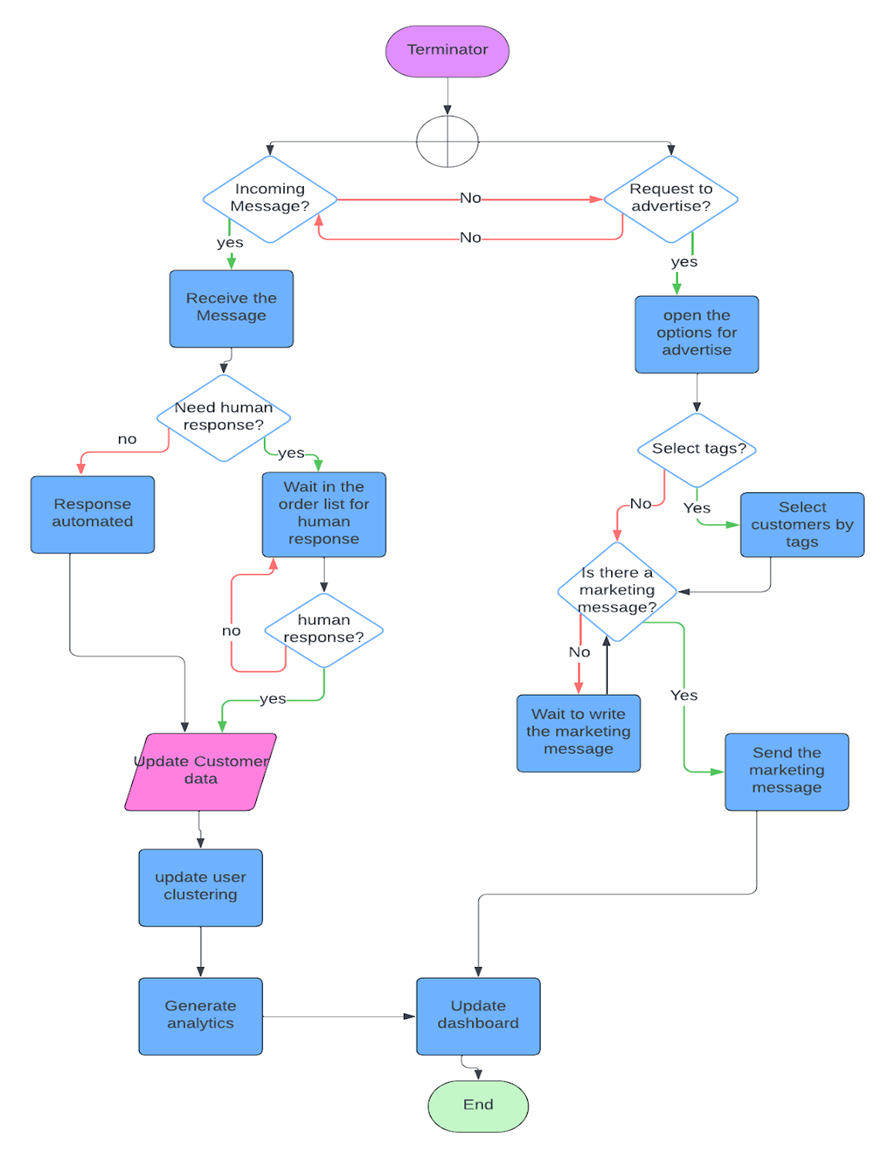 Terminator
Incoming
Message?
No
Request to
advertise?
No
yes
yes
Receive the
Message
open the
options for
advertise
Need human
response?
no
yes
Select tags?
No
Yes
Response
automated
Wait in the
order list for
human
response
Select
customers by
tags
Is there a
marketing
message?
no
human
response?
No
yes
Yes
Wait to write
the marketing
message
Update Customer
data
Send the
marketing
message
update user
clustering
Generate
analytics
Update
dashboard
End